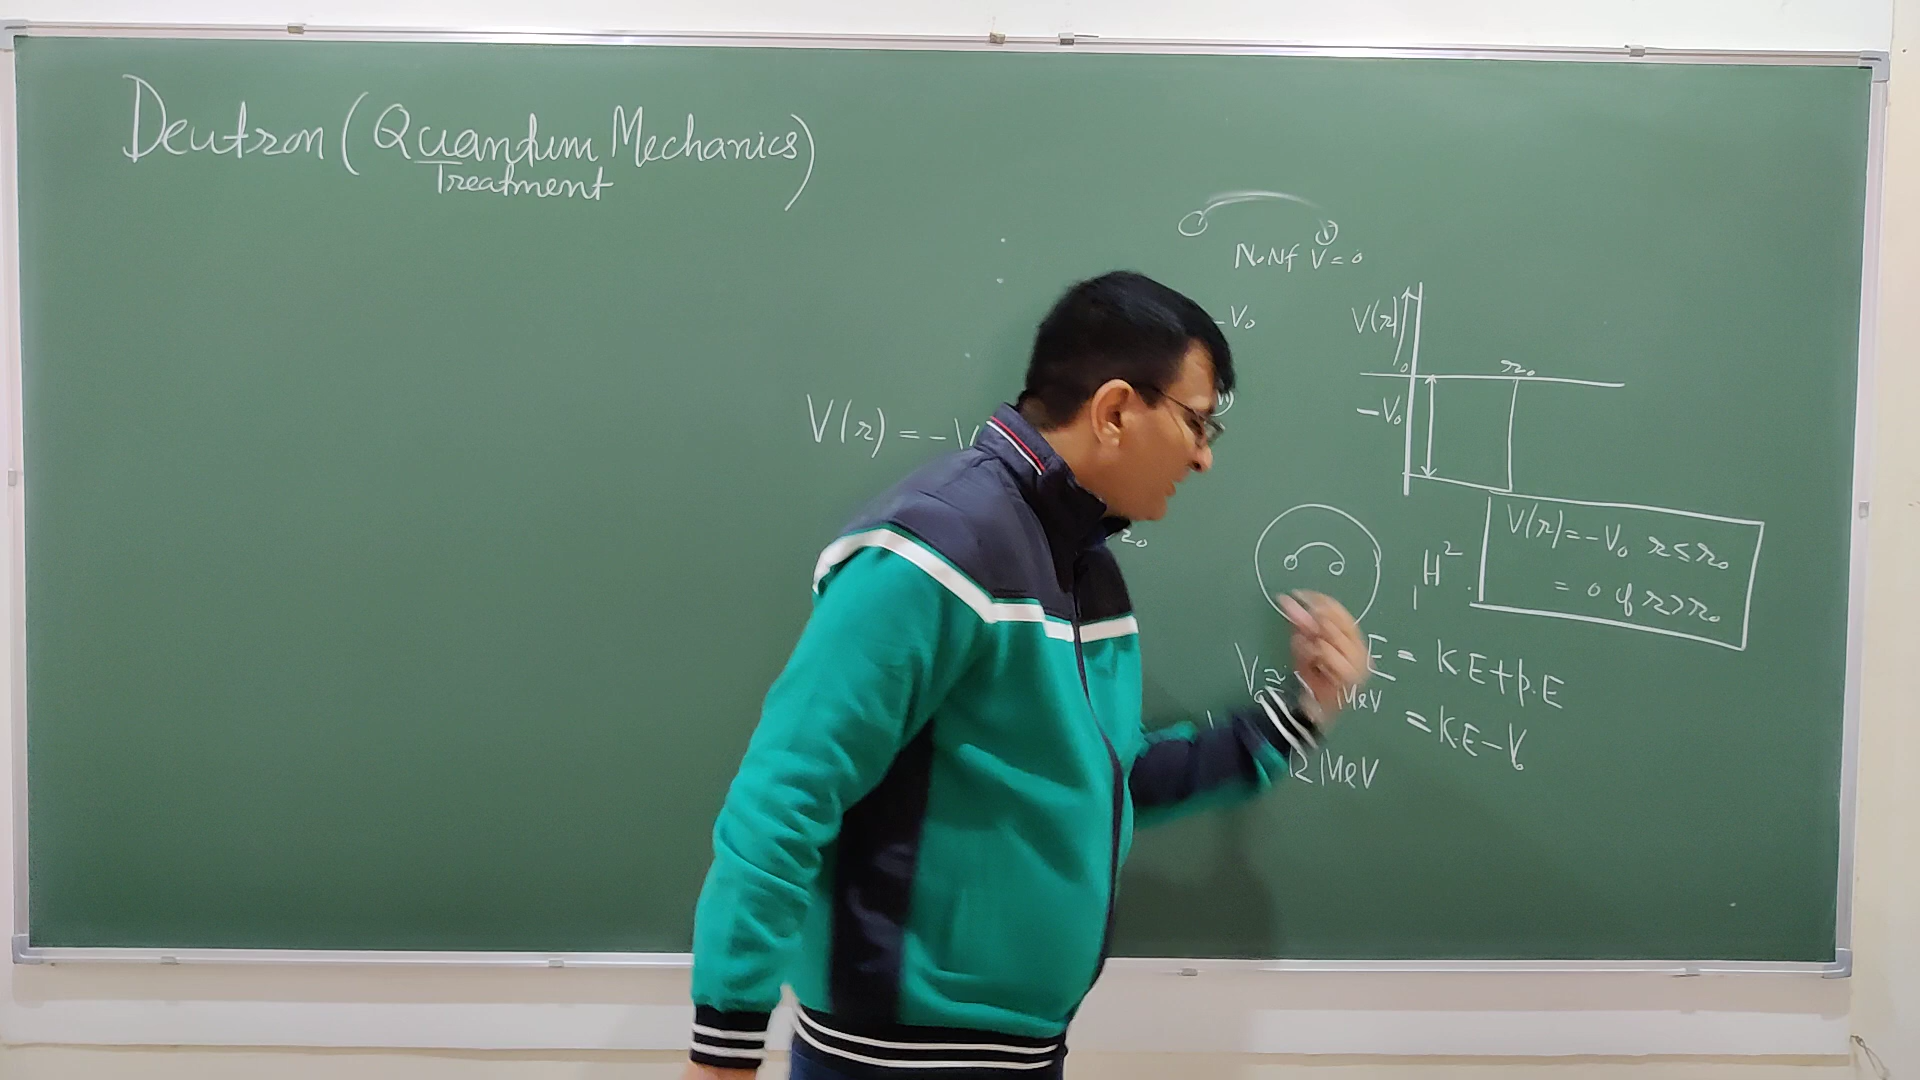 Deutron (Quantum Mechanics)
Treatment
N.Nf V=0
-V₀
V(r)
0
r₀
-V₀
V(r) = -V
r₀
V(r) = -V₀ r≤r₀
= 0 if r>r₀
₁H²
E = K.E+p.E
MeV
= K.E-V₀
MeV